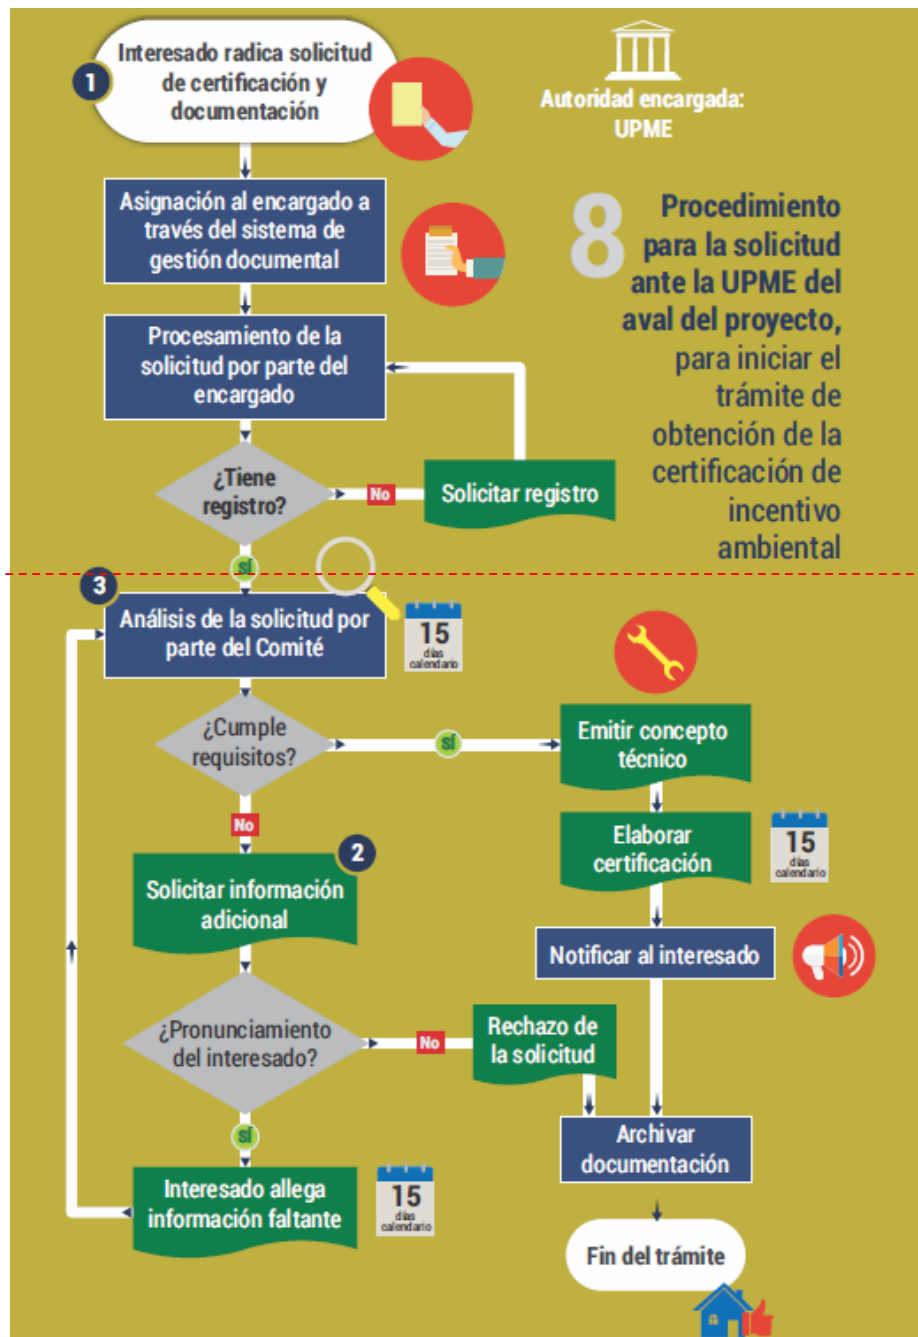 1
Interesado radica solicitud
de certificación y
documentación
Autoridad encargada:
UPME
8
Procedimiento
para la solicitud
ante la UPME del
aval del proyecto,
para iniciar el
trámite de
obtención de la
certificación de
incentivo
ambiental
Asignación al encargado a
través del sistema de
gestión documental
Procesamiento de la
solicitud por parte del
encargado
¿Tiene
registro?
No
Solicitar registro
SÍ
3
Análisis de la solicitud por
parte del Comité
15
días
calendario
¿Cumple
requisitos?
SÍ
Emitir concepto
técnico
Elaborar
certificación
15
días
calendario
Notificar al interesado
No
2
Solicitar información
adicional
¿Pronunciamiento
del interesado?
No
Rechazo de
la solicitud
SÍ
Interesado allega
información faltante
15
días
calendario
Archivar
documentación
Fin del trámite